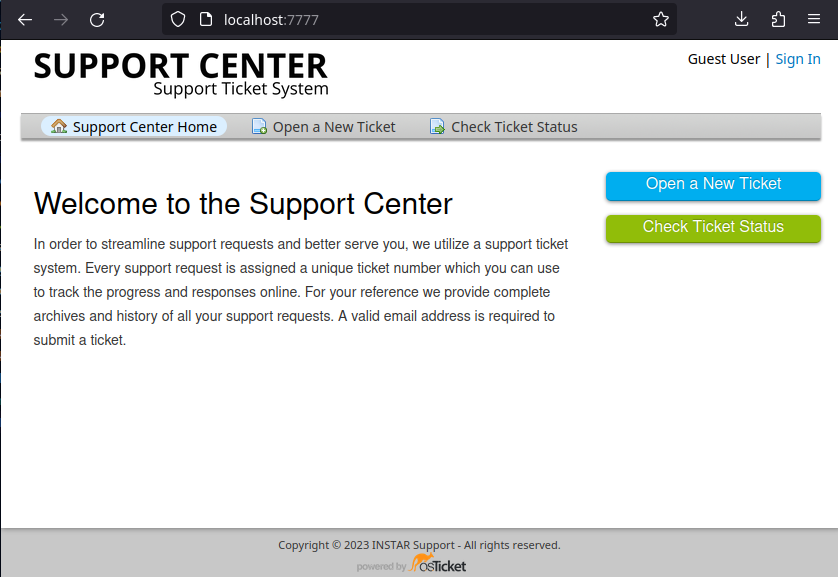 localhost:7777
SUPPORT CENTER
Support Ticket System
Guest User | Sign In
Support Center Home Open a New Ticket Check Ticket Status
Welcome to the Support Center
In order to streamline support requests and better serve you, we utilize a support ticket
system. Every support request is assigned a unique ticket number which you can use
to track the progress and responses online. For your reference we provide complete
archives and history of all your support requests. A valid email address is required to
submit a ticket.
Open a New Ticket
Check Ticket Status
Copyright © 2023 INSTAR Support - All rights reserved.
powered by osTicket